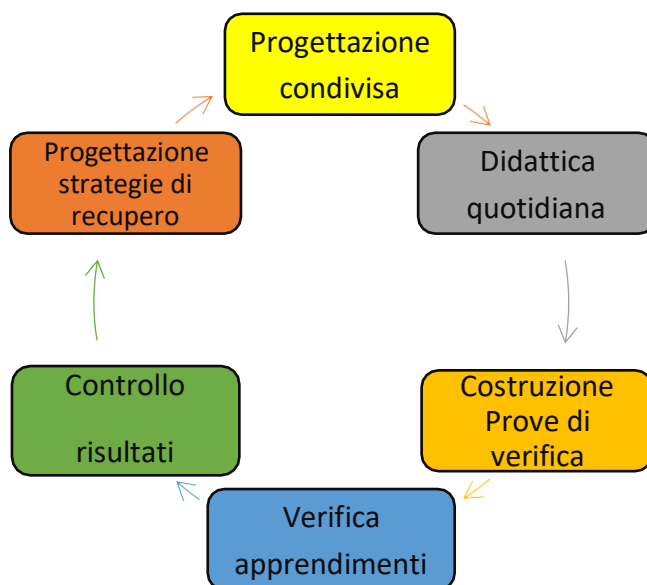 Progettazione
condivisa
Didattica
quotidiana
Costruzione
Prove di
verifica
Verifica
apprendimenti
Controllo
risultati
Progettazione
strategie di
recupero